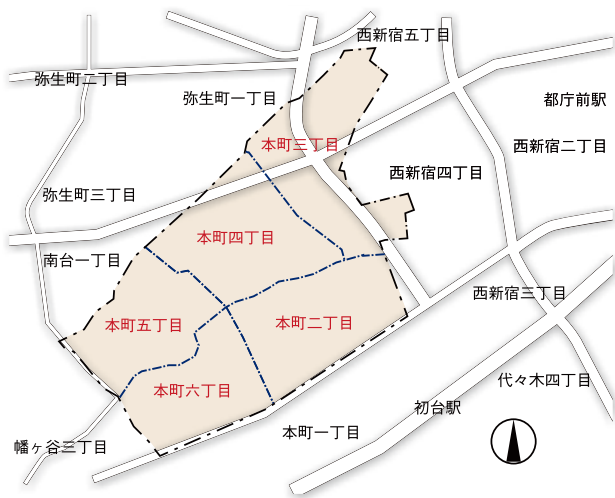 西新宿五丁目
弥生町二丁目
弥生町一丁目
都庁前駅
本町三丁目
西新宿二丁目
西新宿四丁目
弥生町三丁目
本町四丁目
南台一丁目
西新宿三丁目
本町五丁目
本町二丁目
代々木四丁目
本町六丁目
初台駅
本町一丁目
幡ヶ谷三丁目